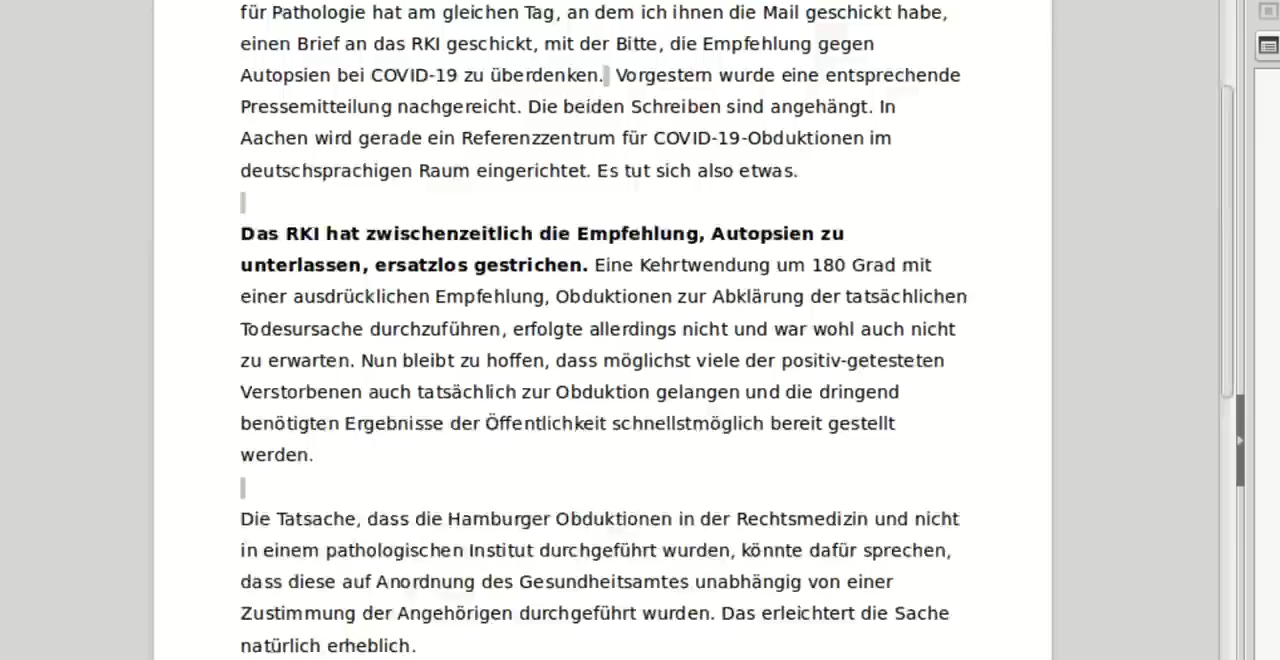 für Pathologie hat am gleichen Tag, an dem ich ihnen die Mail geschickt habe,
einen Brief an das RKI geschickt, mit der Bitte, die Empfehlung gegen
Autopsien bei COVID-19 zu überdenken. Vorgestern wurde eine entsprechende
Pressemitteilung nachgereicht. Die beiden Schreiben sind angehängt. In
Aachen wird gerade ein Referenzzentrum für COVID-19-Obduktionen im
deutschsprachigen Raum eingerichtet. Es tut sich also etwas.
Das RKI hat zwischenzeitlich die Empfehlung, Autopsien zu
unterlassen, ersatzlos gestrichen. Eine Kehrtwendung um 180 Grad mit
einer ausdrücklichen Empfehlung, Obduktionen zur Abklärung der tatsächlichen
Todesursache durchzuführen, erfolgte allerdings nicht und war wohl auch nicht
zu erwarten. Nun bleibt zu hoffen, dass möglichst viele der positiv-getesteten
Verstorbenen auch tatsächlich zur Obduktion gelangen und die dringend
benötigten Ergebnisse der Öffentlichkeit schnellstmöglich bereit gestellt
werden.
Die Tatsache, dass die Hamburger Obduktionen in der Rechtsmedizin und nicht
in einem pathologischen Institut durchgeführt wurden, könnte dafür sprechen,
dass diese auf Anordnung des Gesundheitsamtes unabhängig von einer
Zustimmung der Angehörigen durchgeführt wurden. Das erleichtert die Sache
natürlich erheblich.